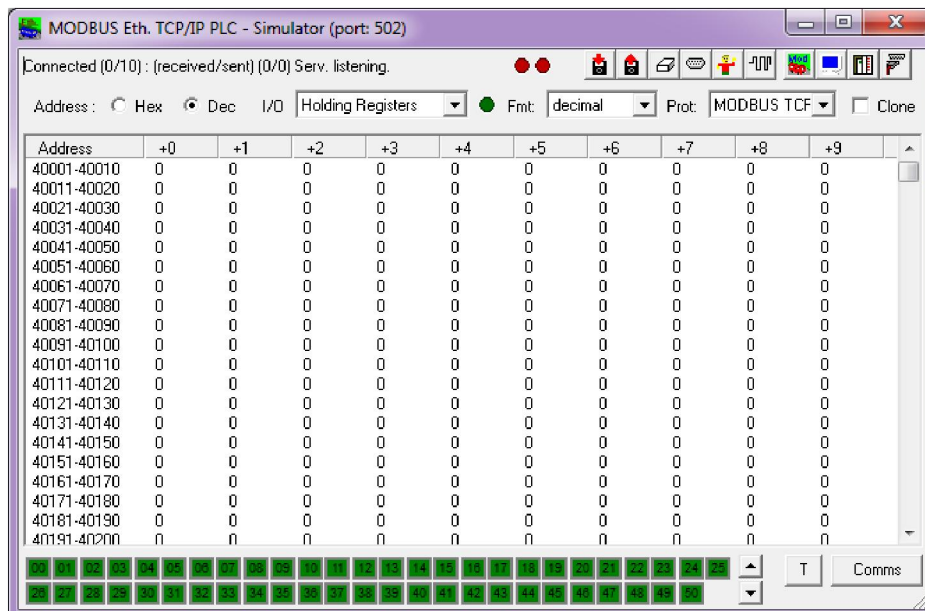 MODBUS Eth. TCP/IP PLC - Simulator (port: 502)
Connected (0/10) : (received/sent) (0/0) Serv. listening.
Address : Hex Dec I/O Holding Registers Fmt: decimal Prot: MODBUS TCF Clone
Address +0 +1 +2 +3 +4 +5 +6 +7 +8 +9
40001-40010 0 0 0 0 0 0 0 0 0 0
40011-40020 0 0 0 0 0 0 0 0 0 0
40021-40030 0 0 0 0 0 0 0 0 0 0
40031-40040 0 0 0 0 0 0 0 0 0 0
40041-40050 0 0 0 0 0 0 0 0 0 0
40051-40060 0 0 0 0 0 0 0 0 0 0
40061-40070 0 0 0 0 0 0 0 0 0 0
40071-40080 0 0 0 0 0 0 0 0 0 0
40081-40090 0 0 0 0 0 0 0 0 0 0
40091-40100 0 0 0 0 0 0 0 0 0 0
40101-40110 0 0 0 0 0 0 0 0 0 0
40111-40120 0 0 0 0 0 0 0 0 0 0
40121-40130 0 0 0 0 0 0 0 0 0 0
40131-40140 0 0 0 0 0 0 0 0 0 0
40141-40150 0 0 0 0 0 0 0 0 0 0
40151-40160 0 0 0 0 0 0 0 0 0 0
40161-40170 0 0 0 0 0 0 0 0 0 0
40171-40180 0 0 0 0 0 0 0 0 0 0
40181-40190 0 0 0 0 0 0 0 0 0 0
40191-40200 0 0 0 0 0 0 0 0 0 0
00 01 02 03 04 05 06 07 08 09 10 11 12 13 14 15 16 17 18 19 20 21 22 23 24 25 T Comms
26 27 28 29 30 31 32 33 34 35 36 37 38 39 40 41 42 43 44 45 46 47 48 49 50